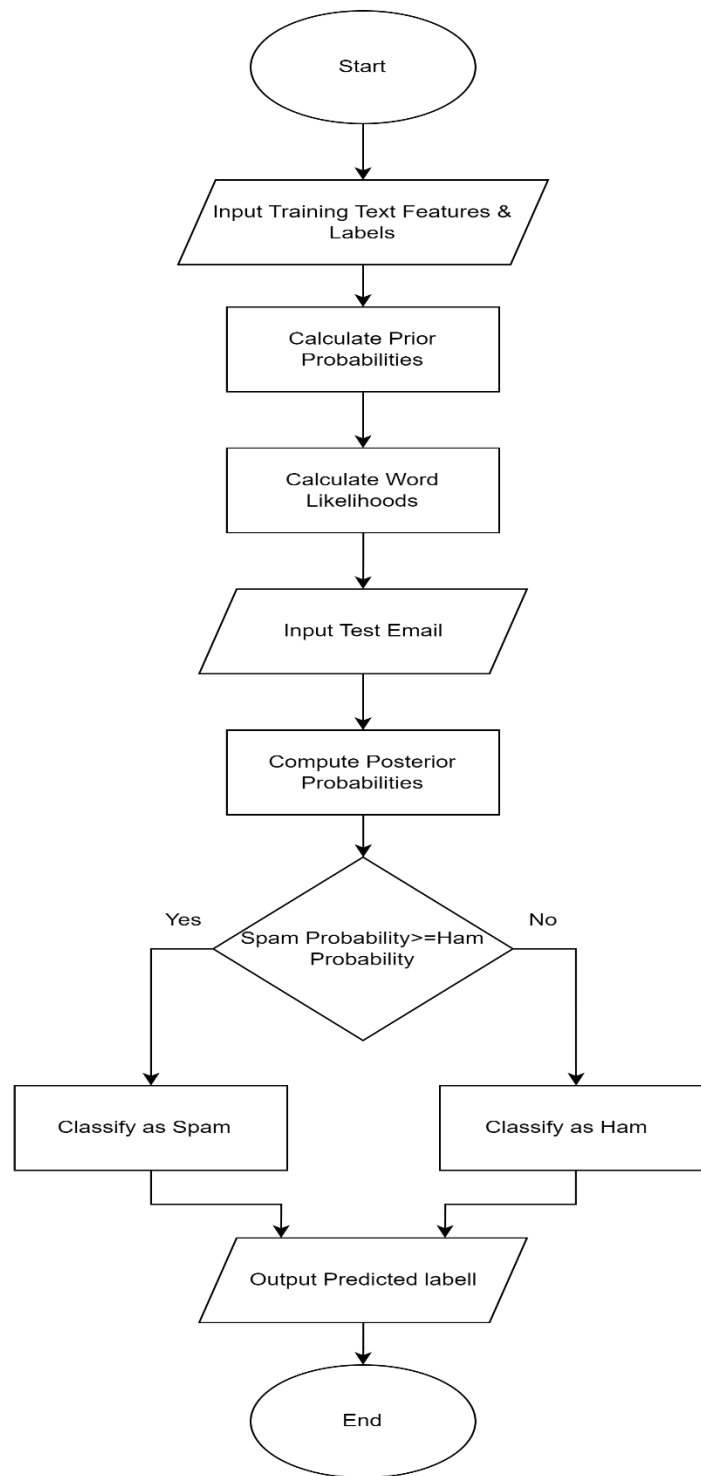 Start
Input Training Text Features &
Labels
Calculate Prior
Probabilities
Calculate Word
Likelihoods
Input Test Email
Compute Posterior
Probabilities
Yes
No
Spam Probability>=Ham
Probability
Classify as Spam
Classify as Ham
Output Predicted labell
End